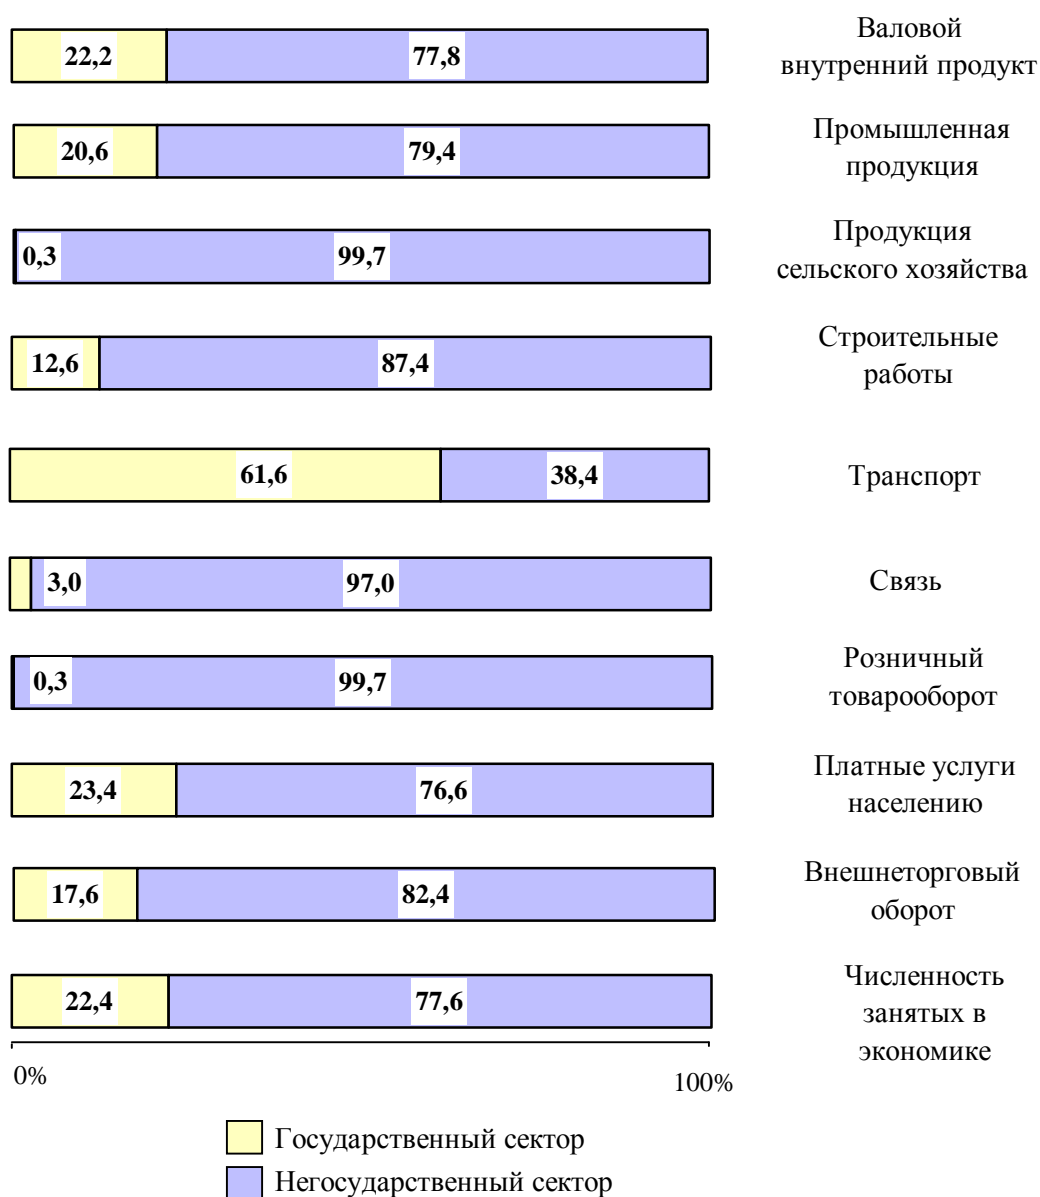 22,2 77,8 Валовой
внутренний продукт
20,6 79,4 Промышленная
продукция
0,3 99,7 Продукция
сельского хозяйства
12,6 87,4 Строительные
работы
61,6 38,4 Транспорт
3,0 97,0 Связь
0,3 99,7 Розничный
товарооборот
23,4 76,6 Платные услуги
населению
17,6 82,4 Внешнеторговый
оборот
22,4 77,6 Численность
занятых в
экономике
0% 100%
Государственный сектор
Негосударственный сектор